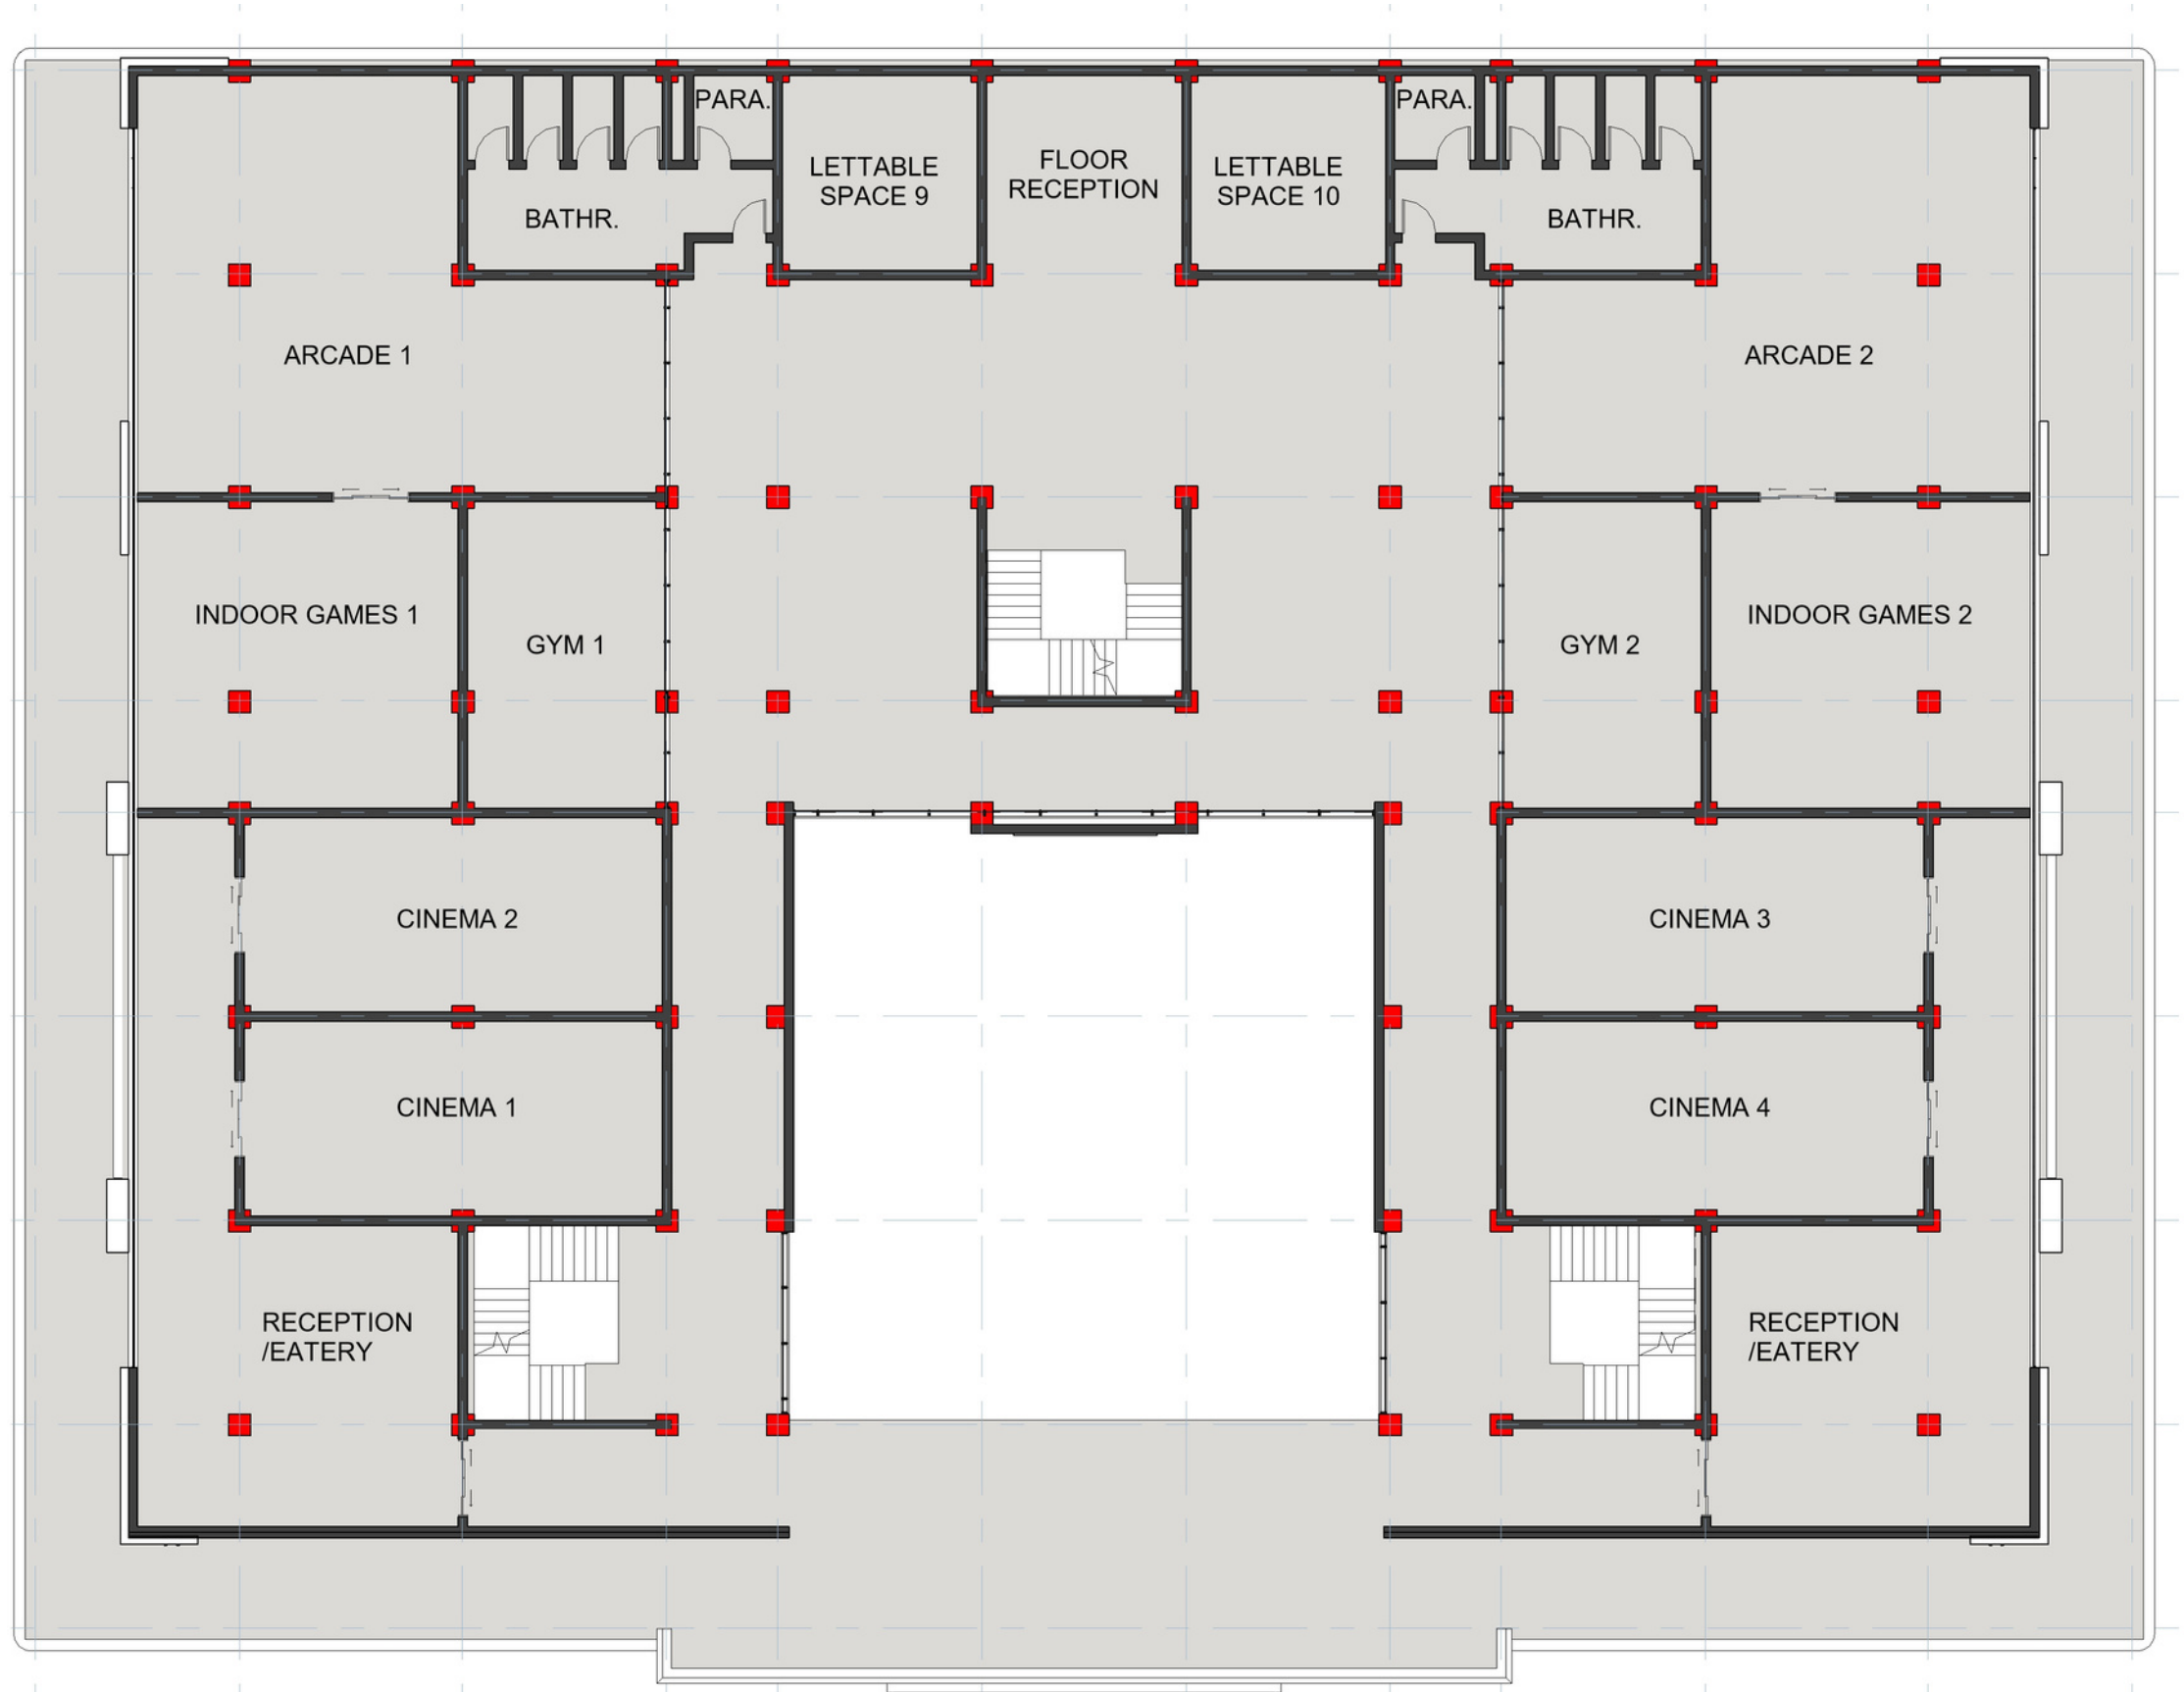 PARA.
PARA.
LETTABLE
SPACE 9
FLOOR
RECEPTION
LETTABLE
SPACE 10
BATHR.
BATHR.
ARCADE 1
ARCADE 2
INDOOR GAMES 1
GYM 1
GYM 2
INDOOR GAMES 2
CINEMA 2
CINEMA 3
CINEMA 1
CINEMA 4
RECEPTION
/EATERY
RECEPTION
/EATERY